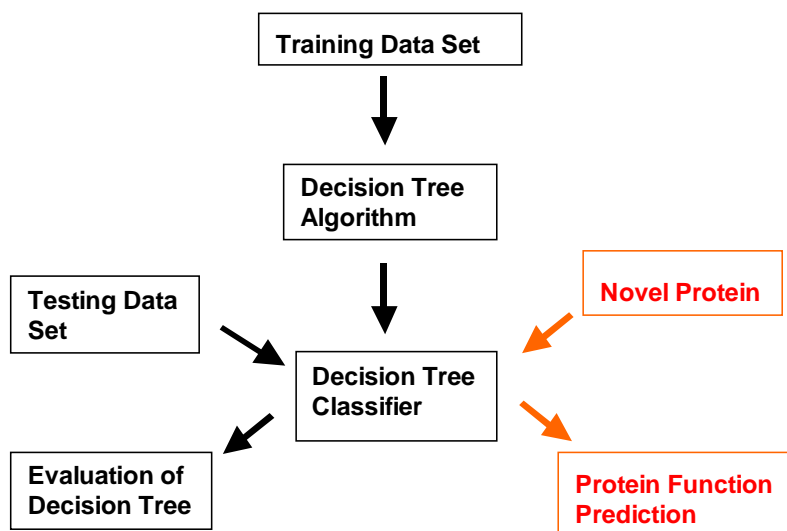 Training Data Set
Decision Tree
Algorithm
Testing Data
Set
Novel Protein
Decision Tree
Classifier
Evaluation of
Decision Tree
Protein Function
Prediction